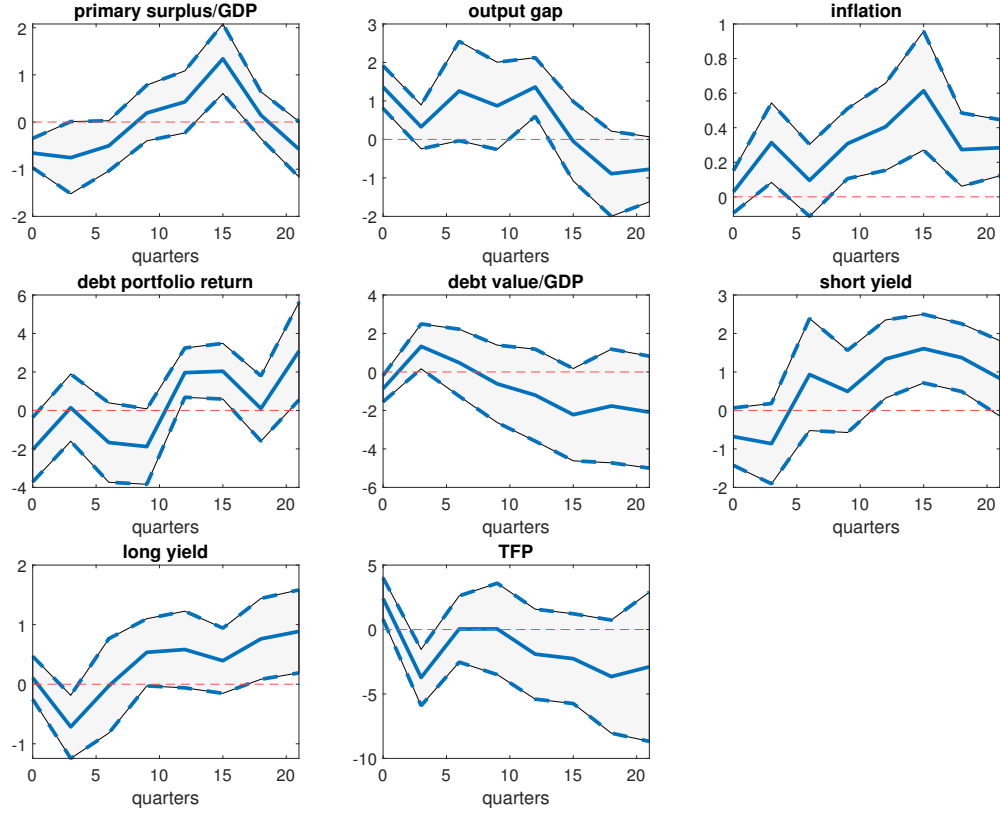 primary surplus/GDP
2
1
0
-1
-2
0 5 10 15 20
quarters
output gap
3
2
1
0
-1
-2
0 5 10 15 20
quarters
inflation
1
0.8
0.6
0.4
0.2
0
0 5 10 15 20
quarters
debt portfolio return
6
4
2
0
-2
-4
0 5 10 15 20
quarters
debt value/GDP
4
2
0
-2
-4
-6
0 5 10 15 20
quarters
short yield
3
2
1
0
-1
-2
0 5 10 15 20
quarters
long yield
2
1
0
-1
0 5 10 15 20
quarters
TFP
5
0
-5
-10
0 5 10 15 20
quarters